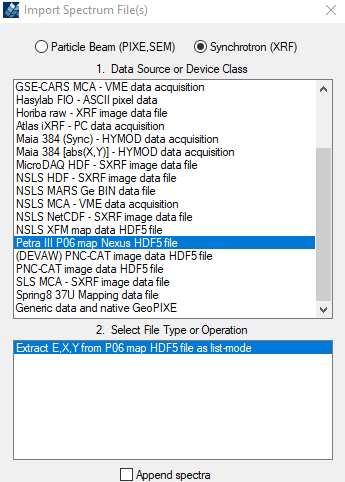 Import Spectrum File(s)
Particle Beam (PIXE,SEM)
Synchrotron (XRF)
1. Data Source or Device Class
GSE-CARS MCA - VME data acquisition
Hasylab FIO - ASCII pixel data
Horiba raw - XRF image data file
Atlas iXRF - PC data acquisition
Maia 384 (Sync) - HYMOD data acquisition
Maia 384 [abs(X,Y)] - HYMOD data acquisition
MicroDAQ HDF - SXRF image data file
NSLS HDF - SXRF image data file
NSLS MARS Ge BIN data file
NSLS MCA - VME data acquisition
NSLS NetCDF - SXRF image data file
NSLS XFM map data HDF5 file
Petra III P06 map Nexus HDF5 file
(DEVAW) PNC-CAT image data HDF5 file
PNC-CAT image data HDF5 file
SLS MCA - SXRF image data file
Spring8 37U Mapping data file
Generic data and native GeoPIXE
2. Select File Type or Operation
Extract E,X,Y from P06 map HDF5 file as list-mode
Append spectra